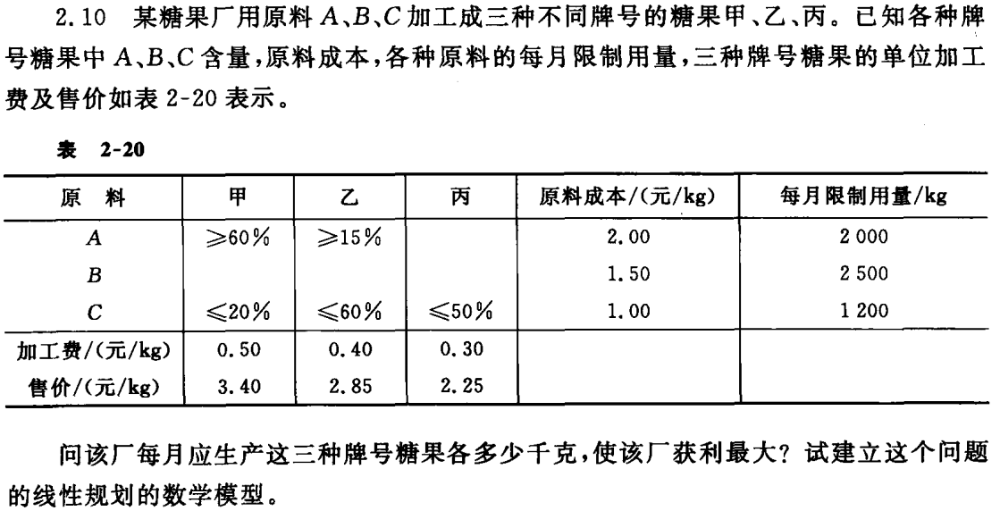 2.10 某糖果厂用原料 A、B、C加工成三种不同牌号的糖果甲、乙、丙。已知各种牌
号糖果中 A、B、C 含量,原料成本,各种原料的每月限制用量,三种牌号糖果的单位加工
费及售价如表 2-20 表示。
表 2-20
原 料 甲 乙 丙 原料成本/(元/kg) 每月限制用量/kg
A ≥60% ≥15% 2.00 2 000
B 1.50 2 500
C ≤20% ≤60% ≤50% 1.00 1 200
加工费/(元/kg) 0.50 0.40 0.30
售价/(元/kg) 3.40 2.85 2.25
问该厂每月应生产这三种牌号糖果各多少千克,使该厂获利最大? 试建立这个问题
的线性规划的数学模型。